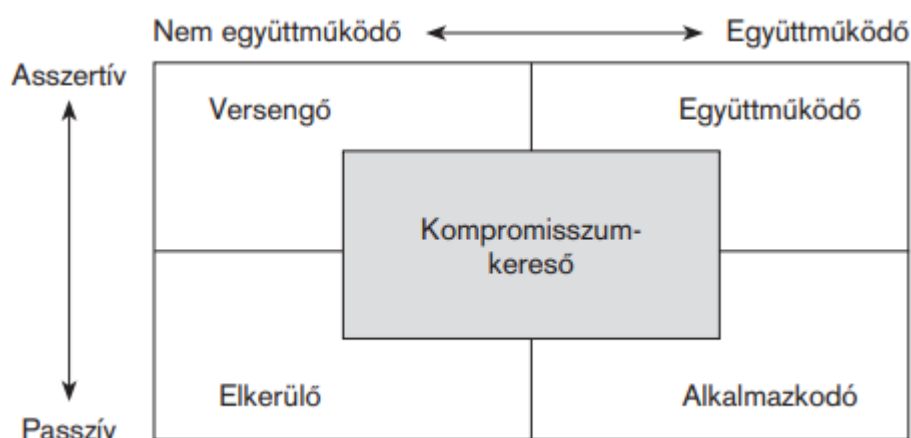 Nem együttműködő
Együttműködő
Asszertív
Versengő
Együttműködő
Kompromisszum-
kereső
Elkerülő
Alkalmazkodó
Passzív